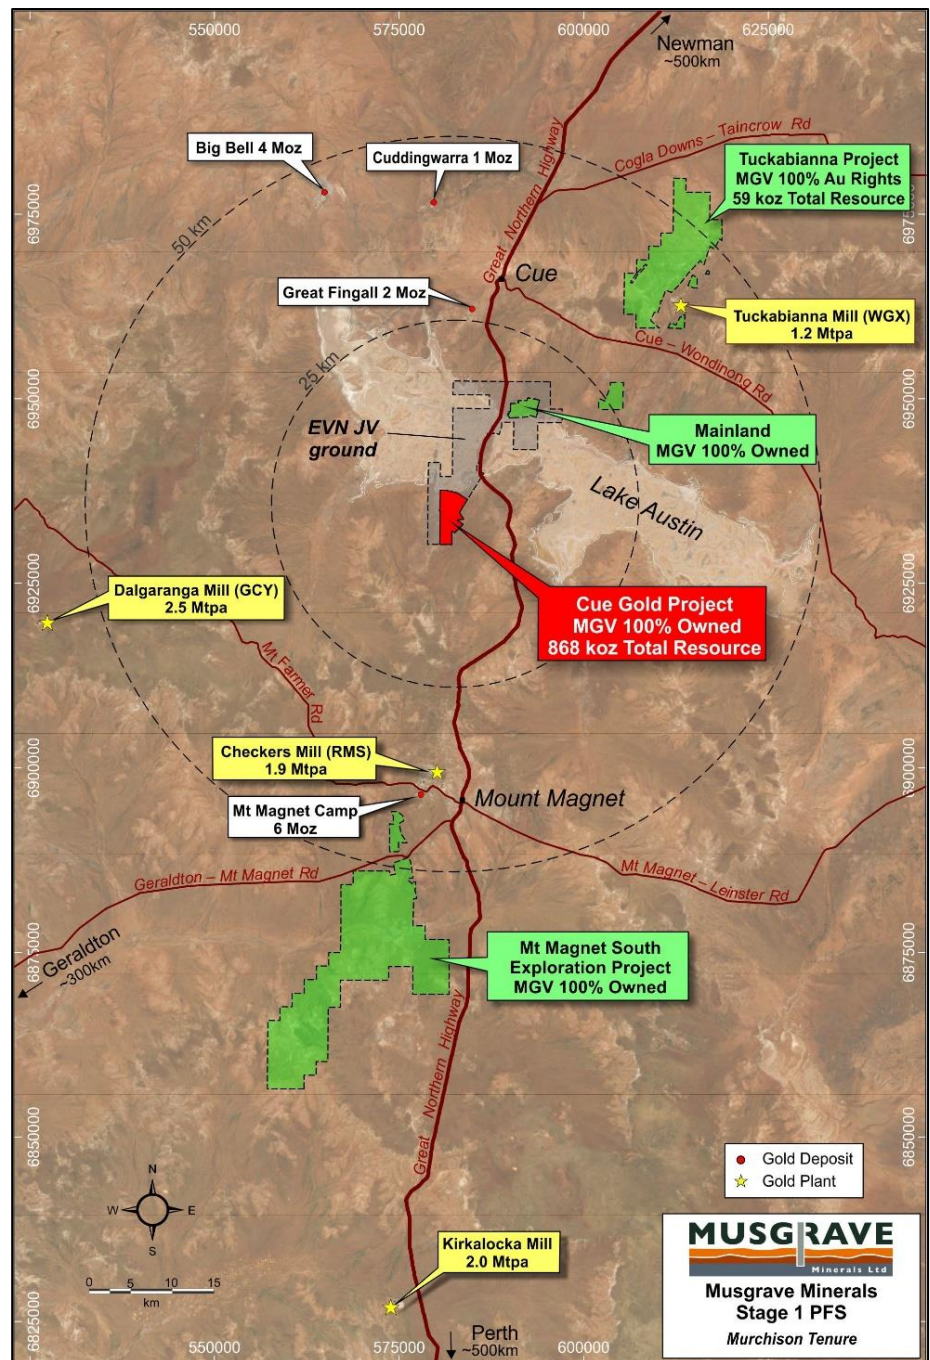 550000
575000
600000
625000
Newman
~500km
Big Bell 4 Moz
Cuddingwarra 1 Moz
Great Northern Highway
Cogla Downs – Taincrow Rd
Tuckabianna Project
MGV 100% Au Rights
59 koz Total Resource
6975000
6975000
50 km
Cue
Great Fingall 2 Moz
Tuckabianna Mill (WGX)
1.2 Mtpa
Cue – Wondinong Rd
25 km
6950000
6950000
EVN JV
ground
Mainland
MGV 100% Owned
Lake Austin
6925000
6925000
Dalgaranga Mill (GCY)
2.5 Mtpa
Cue Gold Project
MGV 100% Owned
868 koz Total Resource
Mt Farmer Rd
Checkers Mill (RMS)
1.9 Mtpa
6900000
6900000
Mt Magnet Camp
6 Moz
Mount Magnet
Geraldton – Mt Magnet Rd
Mt Magnet – Leinster Rd
Geraldton
~300km
6875000
6875000
Mt Magnet South
Exploration Project
MGV 100% Owned
Great Northern Highway
6850000
6850000
Gold Deposit
Gold Plant
N
W
E
S
0 5 10 15
km
Kirkalocka Mill
2.0 Mtpa
MUSGRAVE
Minerals Ltd
Musgrave Minerals
Stage 1 PFS
Murchison Tenure
6825000
6825000
Perth
~500km
550000
575000
600000